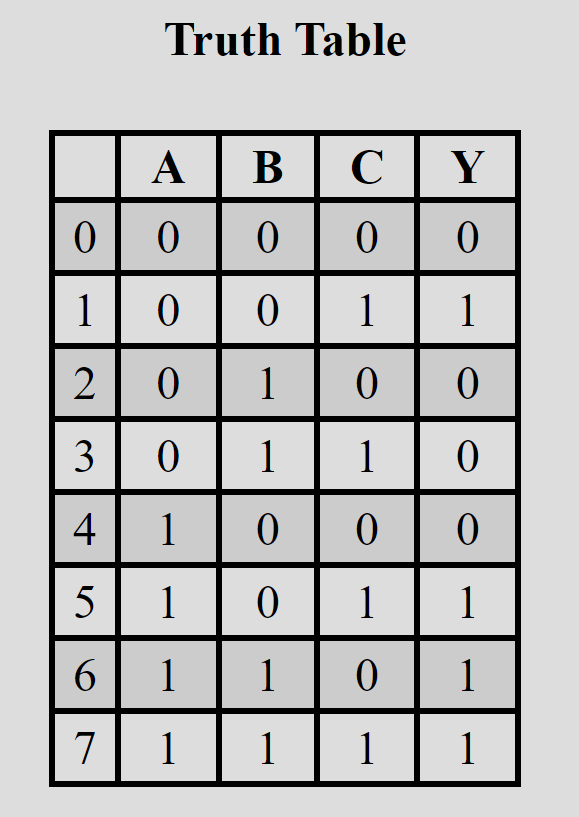 Truth Table
A B C Y
0 0 0 0 0
1 0 0 1 1
2 0 1 0 0
3 0 1 1 0
4 1 0 0 0
5 1 0 1 1
6 1 1 0 1
7 1 1 1 1